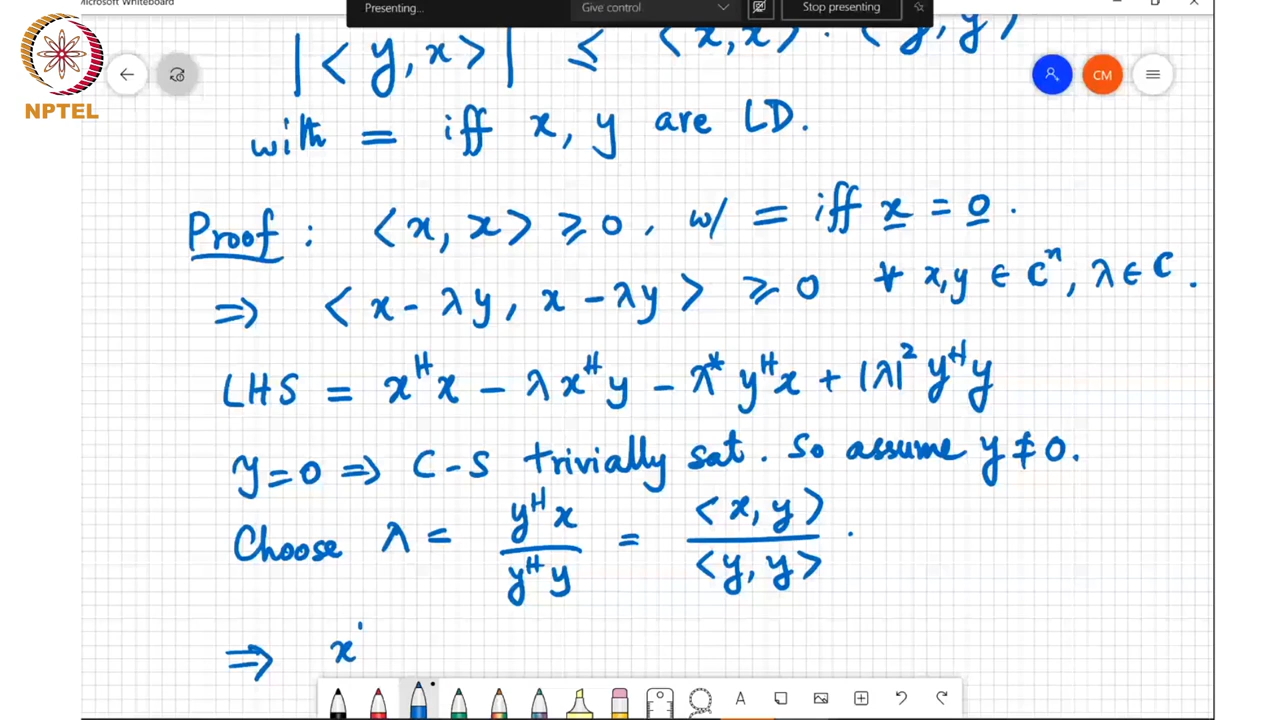 Microsoft Whiteboard
Presenting...
Give control
Stop presenting
NPTEL
CM
|<y, x>| ≤ <x, x> . <y, y>
with = iff x, y are LD.
Proof : <x, x> ≥ 0, w/ = iff x = 0.
⇒ <x - λy, x - λy> ≥ 0 ∀ x, y ∈ C^n, λ ∈ C.
LHS = x^H x - λ x^H y - λ* y^H x + |λ|^2 y^H y
y = 0 ⇒ C-S trivially sat. So assume y ≠ 0.
Choose λ = y^H x / y^H y = <x, y> / <y, y>.
⇒ x